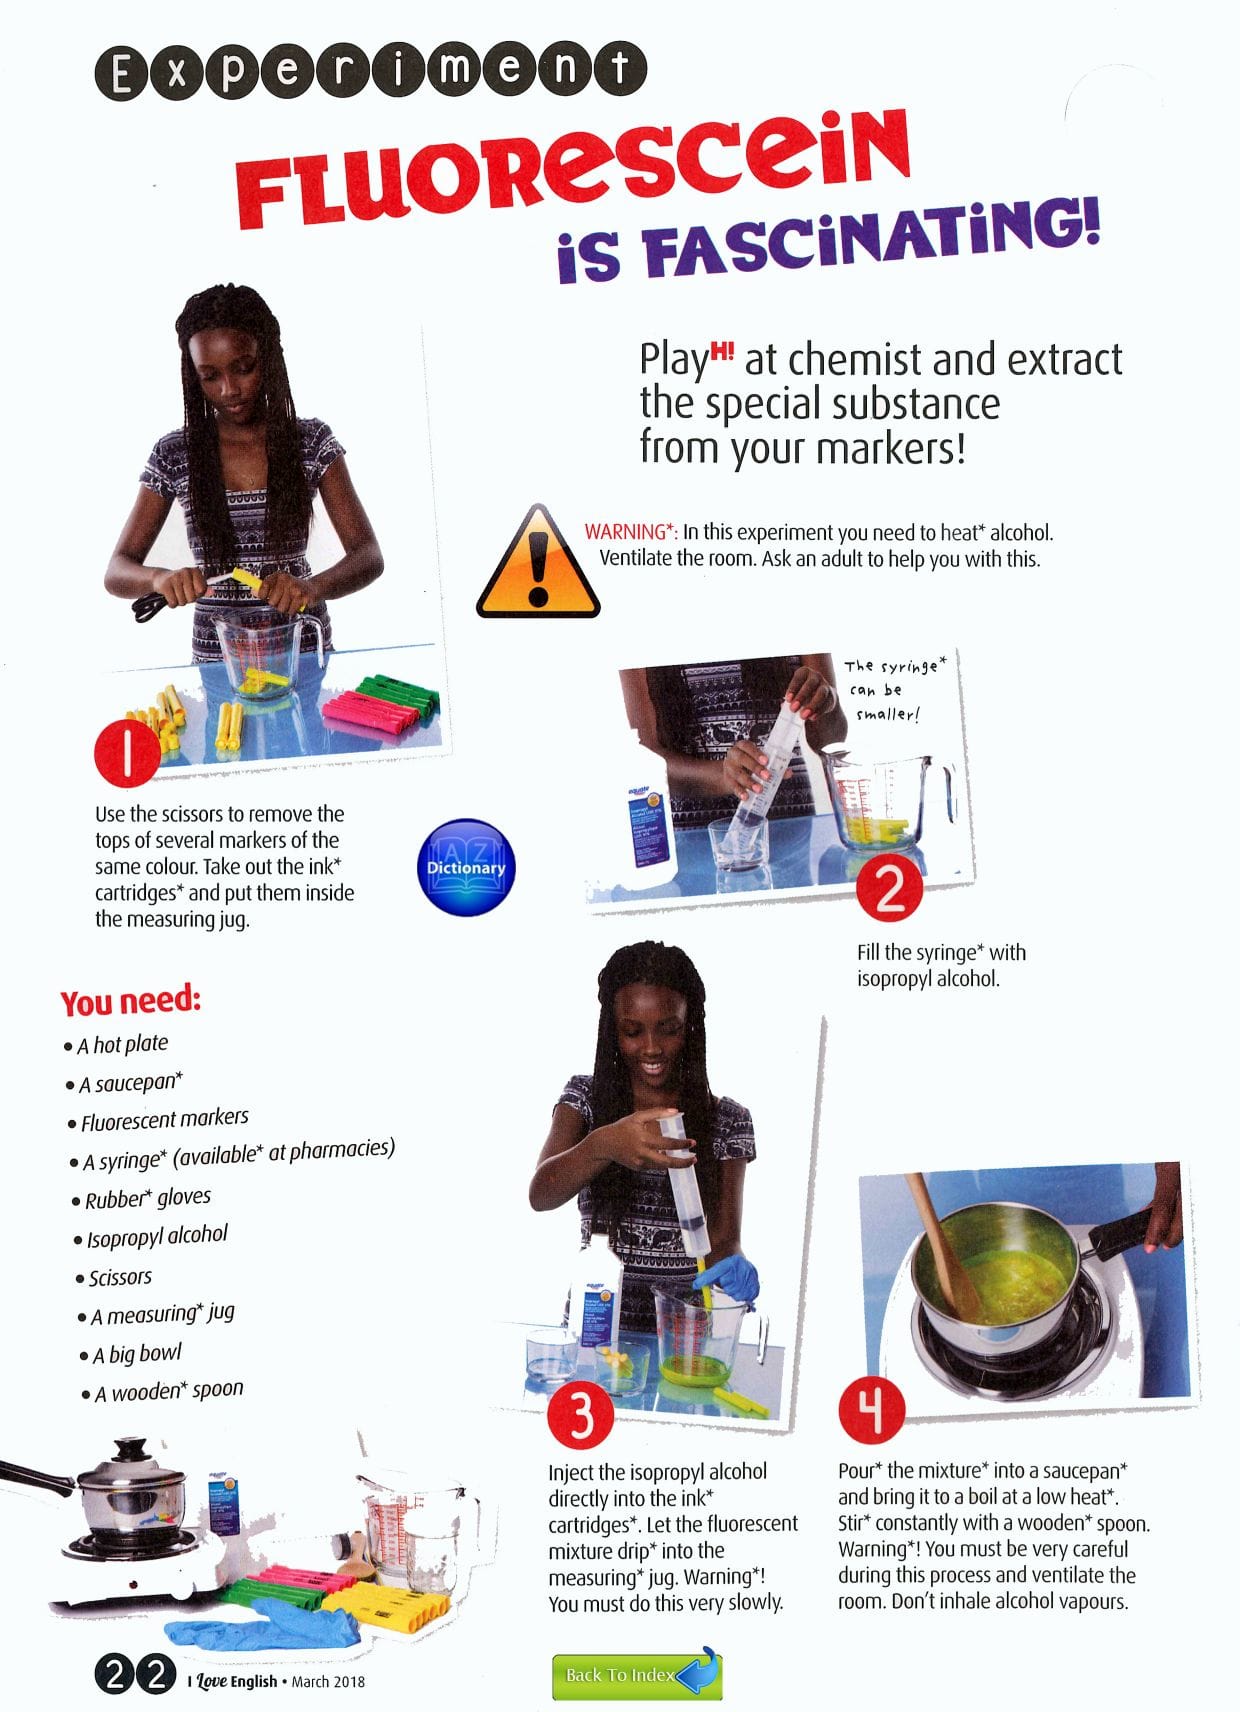 Experiment
FLUORESCEIN
IS FASCINATING!
PlayH! at chemist and extract
the special substance
from your markers!
WARNING*: In this experiment you need to heat* alcohol.
Ventilate the room. Ask an adult to help you with this.
The syringe*
can be
smaller!
1
Use the scissors to remove the
tops of several markers of the
same colour. Take out the ink*
cartridges* and put them inside
the measuring jug.
A Z
Dictionary
equate
2
Fill the syringe* with
isopropyl alcohol.
You need:
• A hot plate
• A saucepan*
• Fluorescent markers
• A syringe* (available* at pharmacies)
• Rubber* gloves
• Isopropyl alcohol
• Scissors
• A measuring* jug
• A big bowl
• A wooden* spoon
equate
3
Inject the isopropyl alcohol
directly into the ink*
cartridges*. Let the fluorescent
mixture drip* into the
measuring* jug. Warning*!
You must do this very slowly.
4
Pour* the mixture* into a saucepan*
and bring it to a boil at a low heat*.
Stir* constantly with a wooden* spoon.
Warning*! You must be very careful
during this process and ventilate the
room. Don't inhale alcohol vapours.
22 I Love English • March 2018
Back To Index